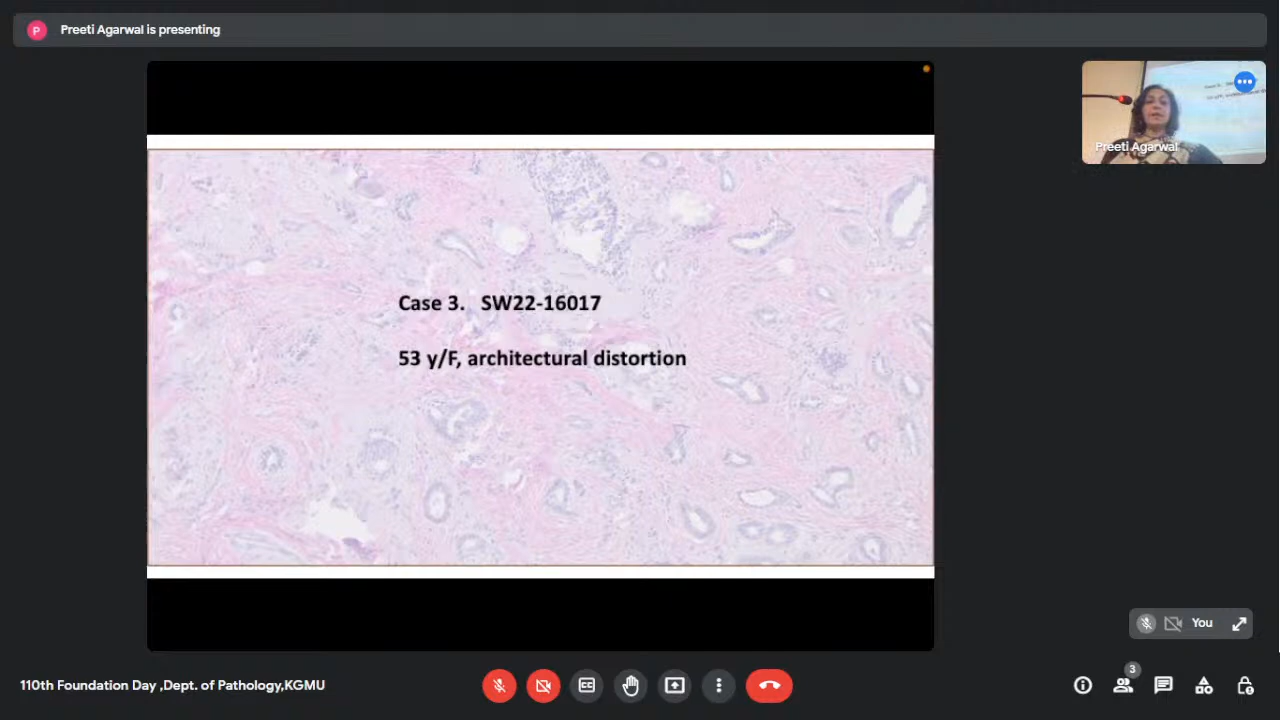 P Preeti Agarwal is presenting
Preeti Agarwal
Case 3. SW22-16017
53 y/F, architectural distortion
You
110th Foundation Day ,Dept. of Pathology,KGMU
3